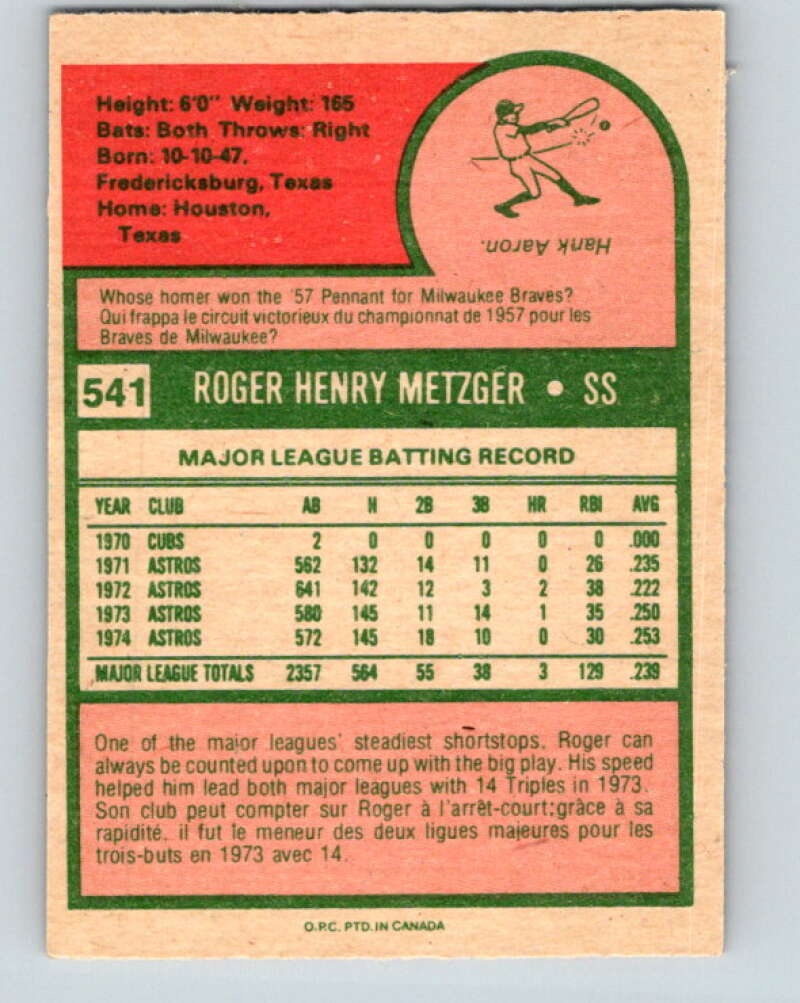 Height: 6'0" Weight: 165
Bats: Both Throws: Right
Born: 10-10-47,
Fredericksburg, Texas
Home: Houston,
Texas
Hank Aaron.
Whose homer won the '57 Pennant for Milwaukee Braves?
Qui frappa le circuit victorieux du championnat de 1957 pour les
Braves de Milwaukee?
541 ROGER HENRY METZGER • SS
MAJOR LEAGUE BATTING RECORD
YEAR CLUB AB H 2B 3B HR RBI AVG
1970 CUBS 2 0 0 0 0 0 .000
1971 ASTROS 562 132 14 11 0 26 .235
1972 ASTROS 641 142 12 3 2 38 .222
1973 ASTROS 580 145 11 14 1 35 .250
1974 ASTROS 572 145 18 10 0 30 .253
MAJOR LEAGUE TOTALS 2357 564 55 38 3 129 .239
One of the major leagues' steadiest shortstops. Roger can
always be counted upon to come up with the big play. His speed
helped him lead both major leagues with 14 Triples in 1973.
Son club peut compter sur Roger à l'arrêt-court; grâce à sa
rapidité, il fut le meneur des deux ligues majeures pour les
trois-buts en 1973 avec 14.
O.P.C. PTD. IN CANADA